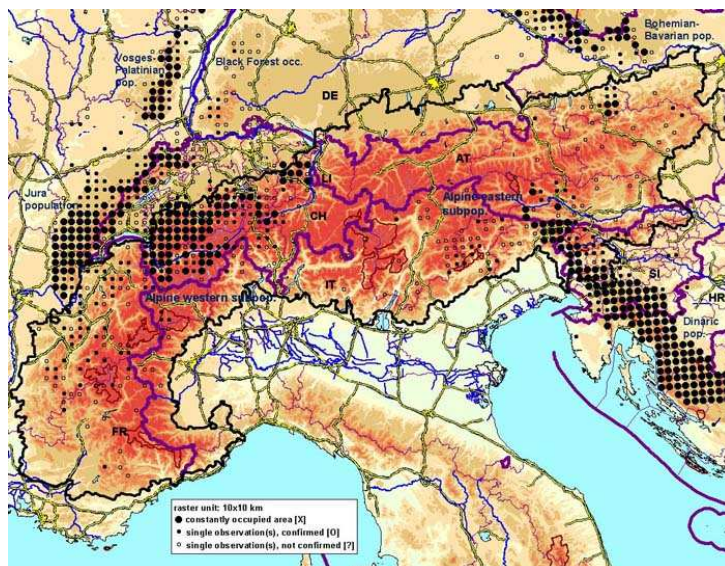 Bohemian-
Bavarian pop.
Vosges-
Palatinian
pop.
Black Forest occ.
DE
AT
LI
Jura
population
CH
Alpine eastern
subpop.
SI
HR
Alpine western subpop.
IT
Dinaric
pop.
FR
raster unit: 10x10 km
constantly occupied area [X]
single observation(s), confirmed [O]
single observation(s), not confirmed [?]